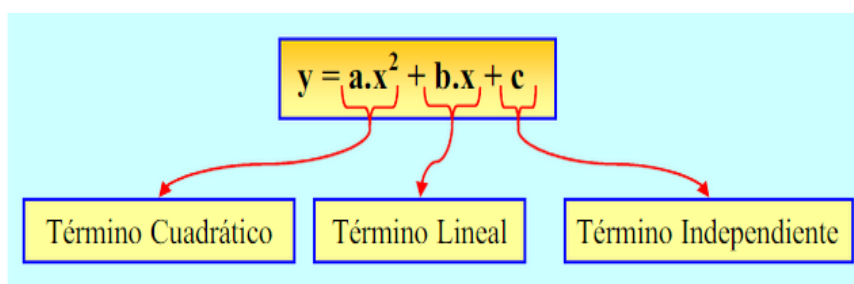 y = a.x² + b.x + c
Término Cuadrático
Término Lineal
Término Independiente